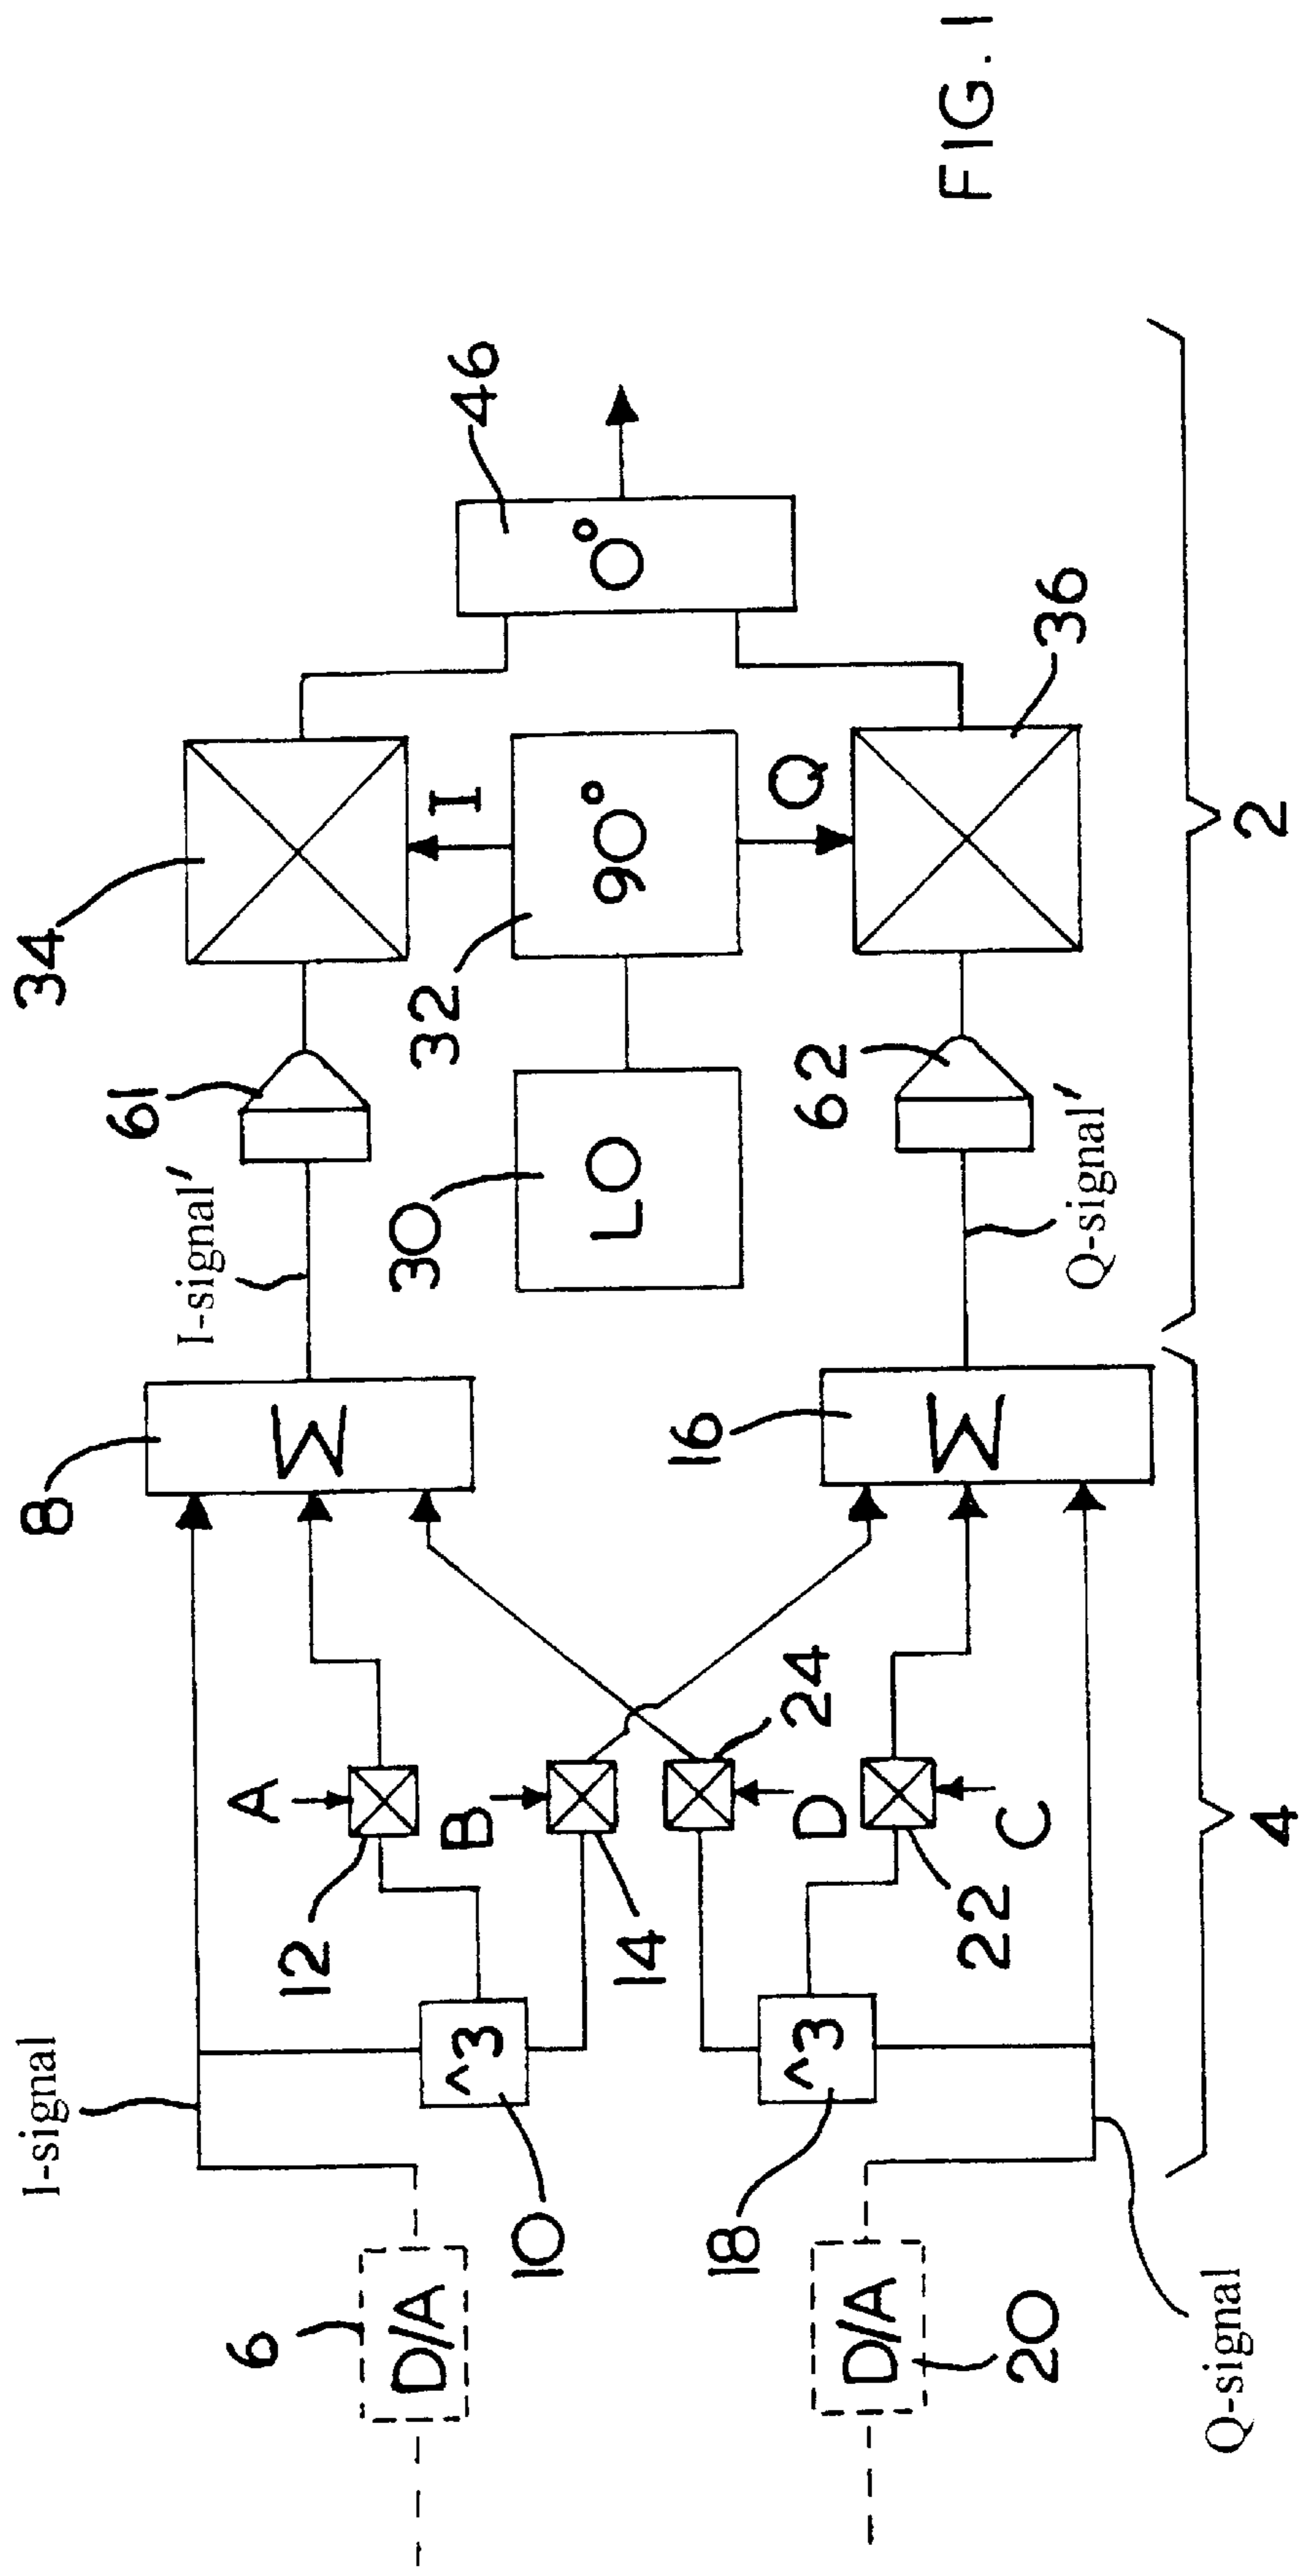 I-signal
6
D/A
10
^3
12
A
B
14
8
Σ
I-signal′
61
34
I
30
LO
32
90°
46
0°
18
^3
24
D
22
C
16
Σ
Q-signal′
62
Q
36
20
D/A
Q-signal
4
2
FIG. 1